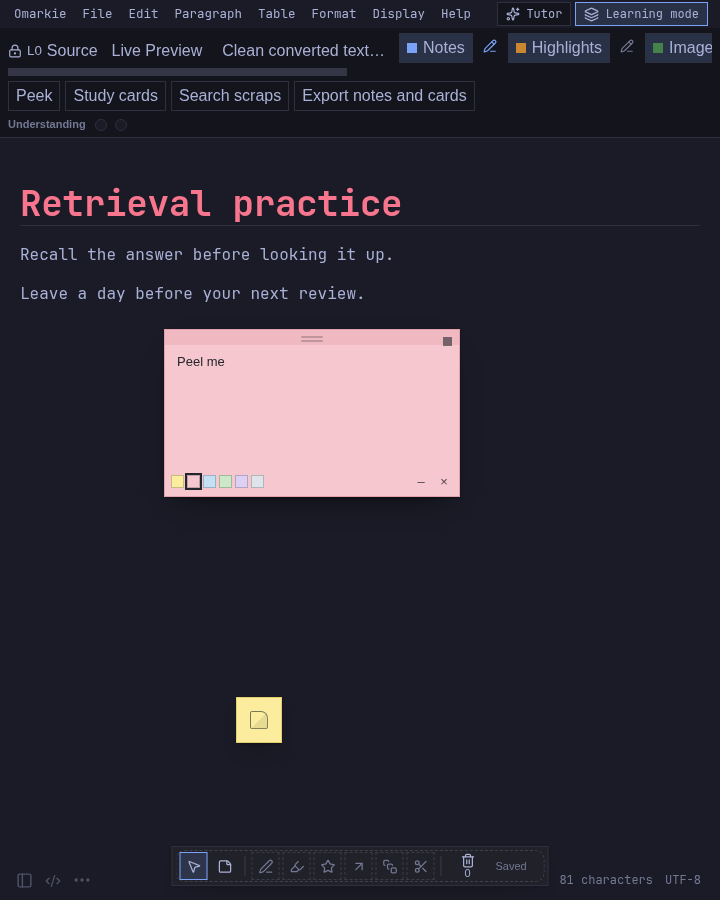 Omarkie File Edit Paragraph Table Format Display Help Tutor Learning mode
L0 Source Live Preview Clean converted text… Notes Highlights Image
Peek Study cards Search scraps Export notes and cards
Understanding
Retrieval practice
Recall the answer before looking it up.
Leave a day before your next review.
Peel me
0 Saved
81 characters UTF-8